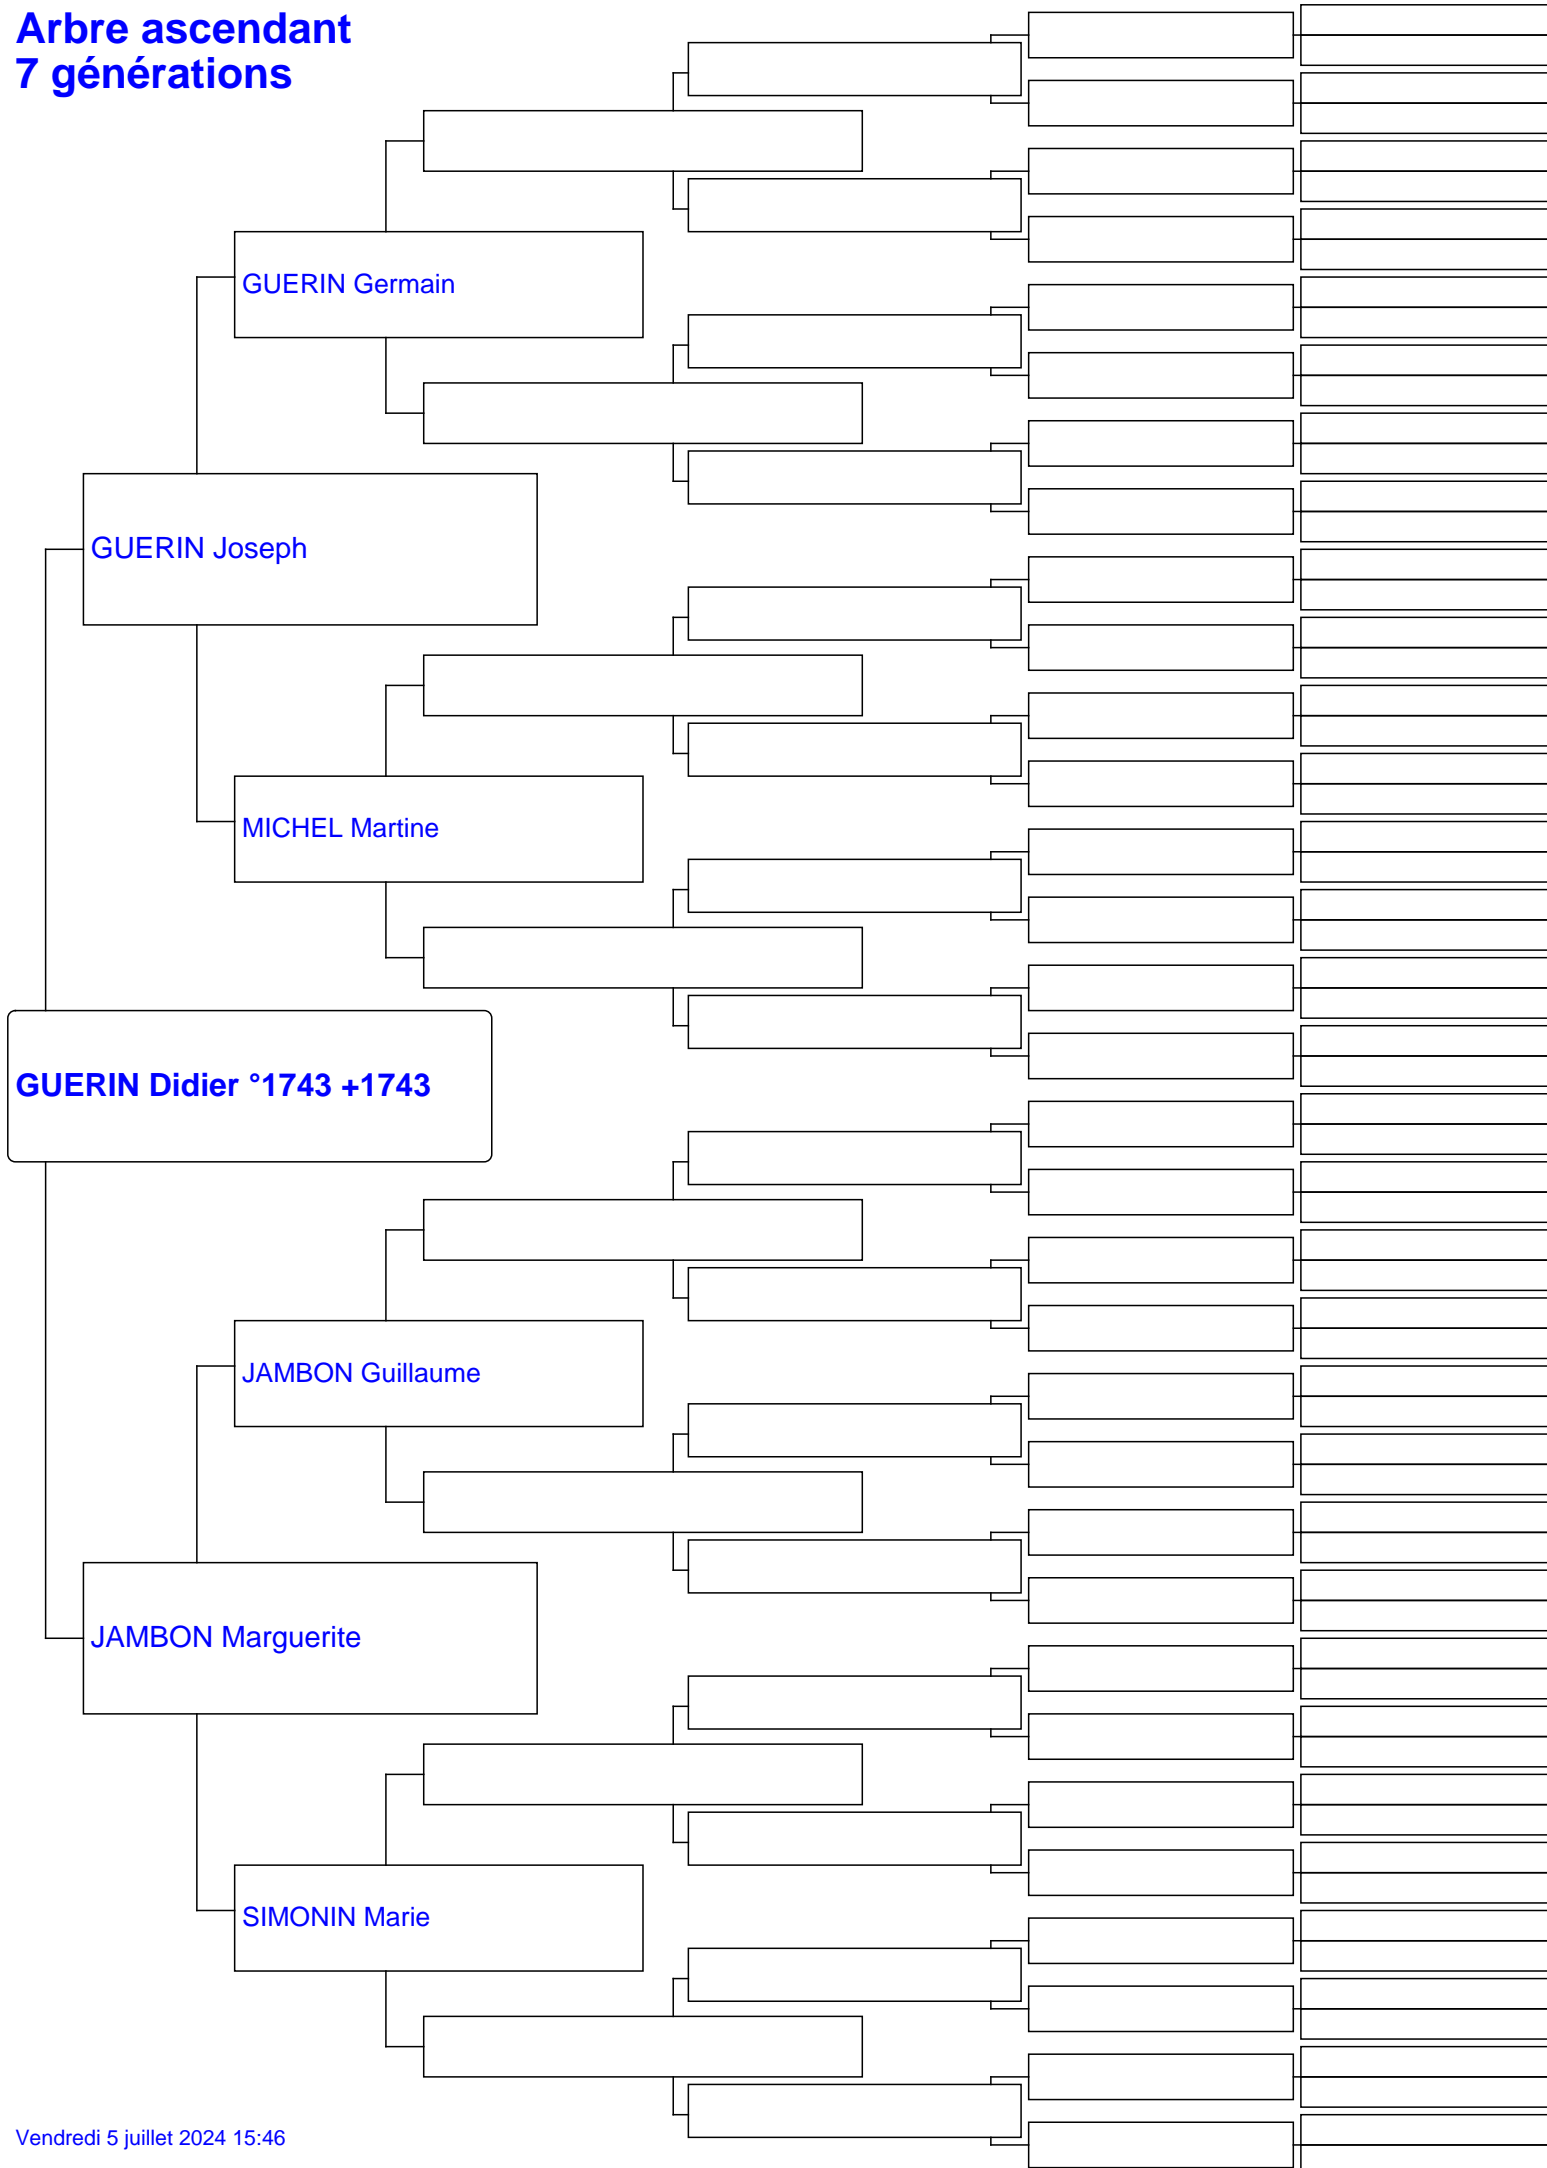 Arbre ascendant
7 générations
GUERIN Germain
GUERIN Joseph
MICHEL Martine
GUERIN Didier °1743 +1743
JAMBON Guillaume
JAMBON Marguerite
SIMONIN Marie
Vendredi 5 juillet 2024 15:46